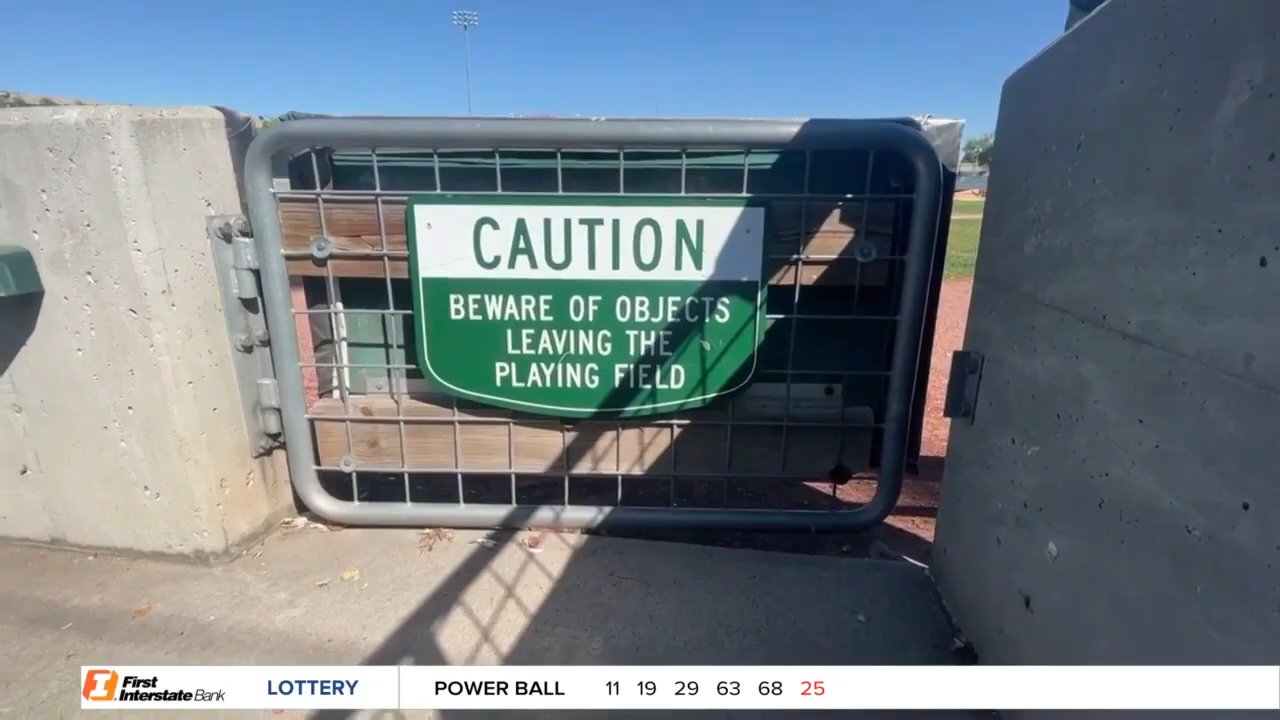 CAUTION
BEWARE OF OBJECTS
LEAVING THE
PLAYING FIELD
First
Interstate Bank
LOTTERY
POWER BALL 11 19 29 63 68 25